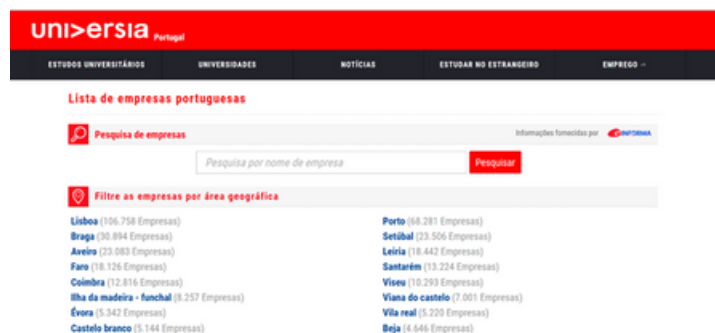 uni>ersia Portugal
ESTUDOS UNIVERSITÁRIOS UNIVERSIDADES NOTÍCIAS ESTUDAR NO ESTRANGEIRO EMPREGO
Lista de empresas portuguesas
Pesquisa de empresas Informações fornecidas por eINFORMA
Pesquisa por nome de empresa Pesquisar
Filtre as empresas por área geográfica
Lisboa (106.758 Empresas) Porto (68.281 Empresas)
Braga (30.894 Empresas) Setúbal (23.506 Empresas)
Aveiro (23.083 Empresas) Leiria (18.442 Empresas)
Faro (18.126 Empresas) Santarém (13.224 Empresas)
Coimbra (12.816 Empresas) Viseu (10.293 Empresas)
Ilha da madeira - funchal (8.257 Empresas) Viana do castelo (7.001 Empresas)
Évora (5.342 Empresas) Vila real (5.220 Empresas)
Castelo branco (5.144 Empresas) Beja (4.646 Empresas)